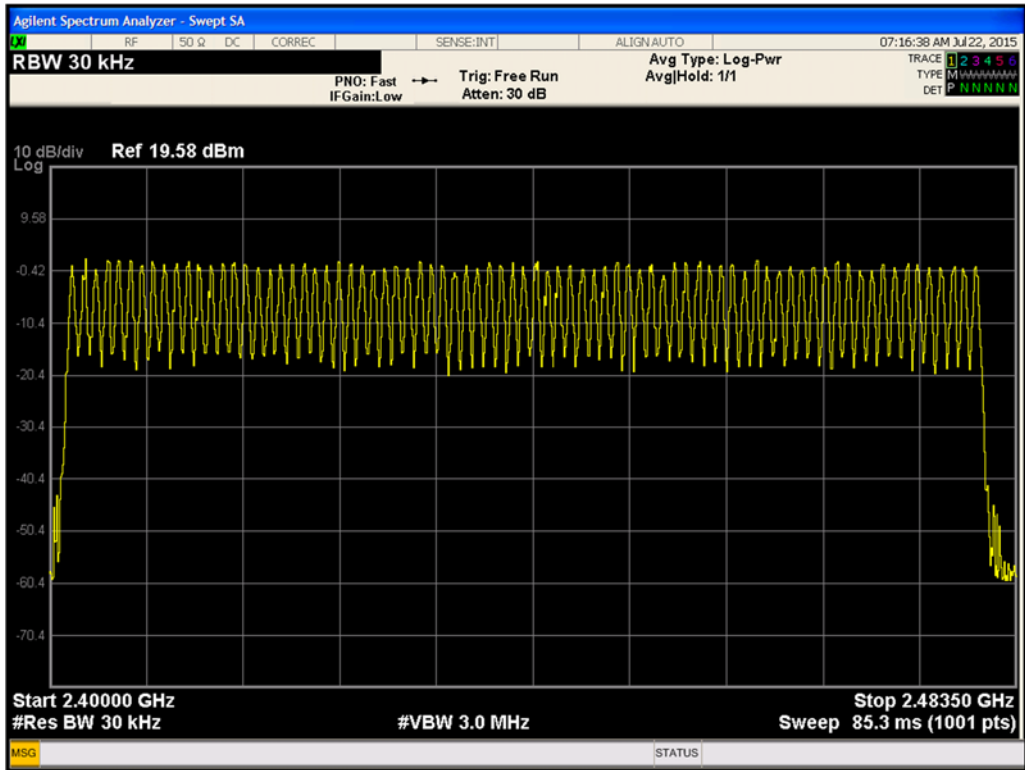 Agilent Spectrum Analyzer - Swept SA
LXI RF 50 Ω DC CORREC SENSE:INT ALIGN AUTO 07:16:38 AM Jul 22, 2015
RBW 30 kHz
PNO: Fast
IFGain:Low
Trig: Free Run
Atten: 30 dB
Avg Type: Log-Pwr
Avg|Hold: 1/1
TRACE 1 2 3 4 5 6
TYPE M
DET P N N N N N
10 dB/div Ref 19.58 dBm
Log
9.58
-0.42
-10.4
-20.4
-30.4
-40.4
-50.4
-60.4
-70.4
Start 2.40000 GHz Stop 2.48350 GHz
#Res BW 30 kHz #VBW 3.0 MHz Sweep 85.3 ms (1001 pts)
MSG STATUS